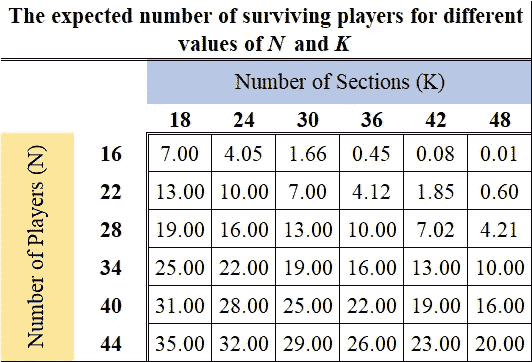 The expected number of surviving players for different
values of N and K
Number of Sections (K)
18 24 30 36 42 48
Number of Players (N)
16 7.00 4.05 1.66 0.45 0.08 0.01
22 13.00 10.00 7.00 4.12 1.85 0.60
28 19.00 16.00 13.00 10.00 7.02 4.21
34 25.00 22.00 19.00 16.00 13.00 10.00
40 31.00 28.00 25.00 22.00 19.00 16.00
44 35.00 32.00 29.00 26.00 23.00 20.00